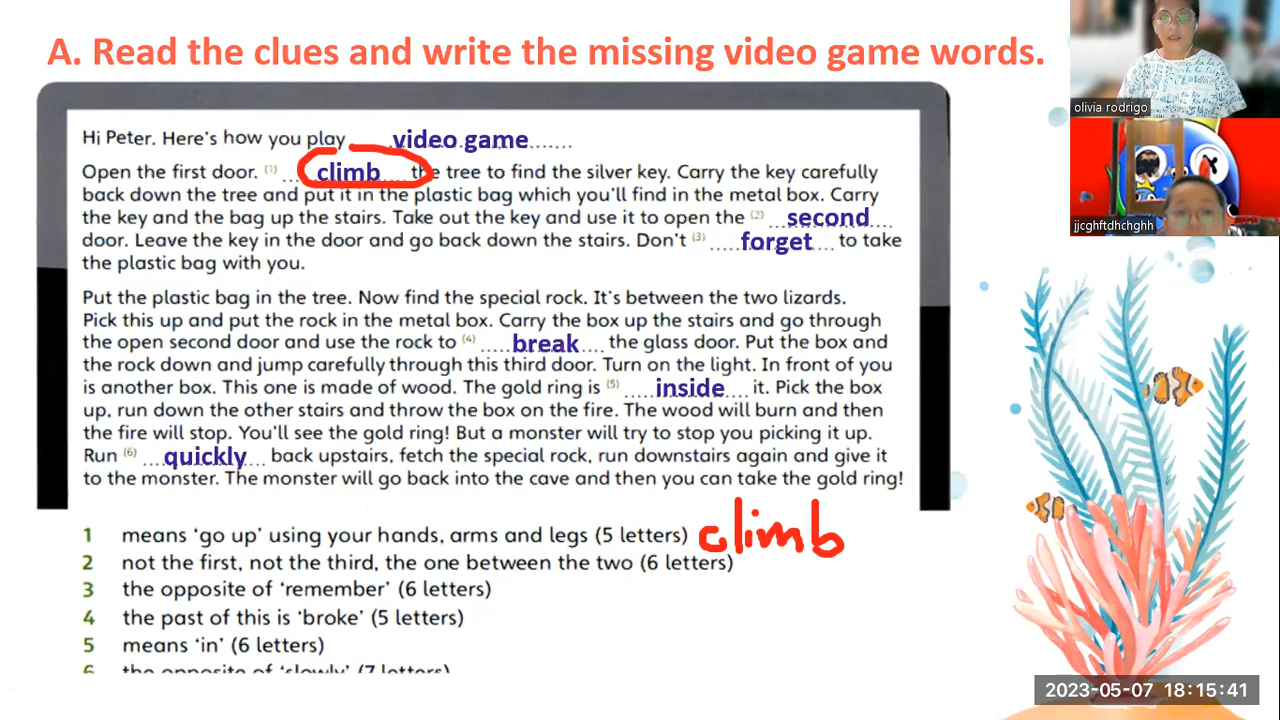 A. Read the clues and write the missing video game words.
olivia rodrigo
jjcghftdhchghh
Hi Peter. Here's how you play video game
Open the first door. (1) climb the tree to find the silver key. Carry the key carefully
back down the tree and put it in the plastic bag which you'll find in the metal box. Carry
the key and the bag up the stairs. Take out the key and use it to open the (2) second
door. Leave the key in the door and go back down the stairs. Don't (3) forget to take
the plastic bag with you.
Put the plastic bag in the tree. Now find the special rock. It's between the two lizards.
Pick this up and put the rock in the metal box. Carry the box up the stairs and go through
the open second door and use the rock to (4) break the glass door. Put the box and
the rock down and jump carefully through this third door. Turn on the light. In front of you
is another box. This one is made of wood. The gold ring is (5) inside it. Pick the box
up, run down the other stairs and throw the box on the fire. The wood will burn and then
the fire will stop. You'll see the gold ring! But a monster will try to stop you picking it up.
Run (6) quickly back upstairs, fetch the special rock, run downstairs again and give it
to the monster. The monster will go back into the cave and then you can take the gold ring!
1 means 'go up' using your hands, arms and legs (5 letters) climb
2 not the first, not the third, the one between the two (6 letters)
3 the opposite of 'remember' (6 letters)
4 the past of this is 'broke' (5 letters)
5 means 'in' (6 letters)
6 the opposite of 'slowly' (7 letters)
2023-05-07 18:15:41